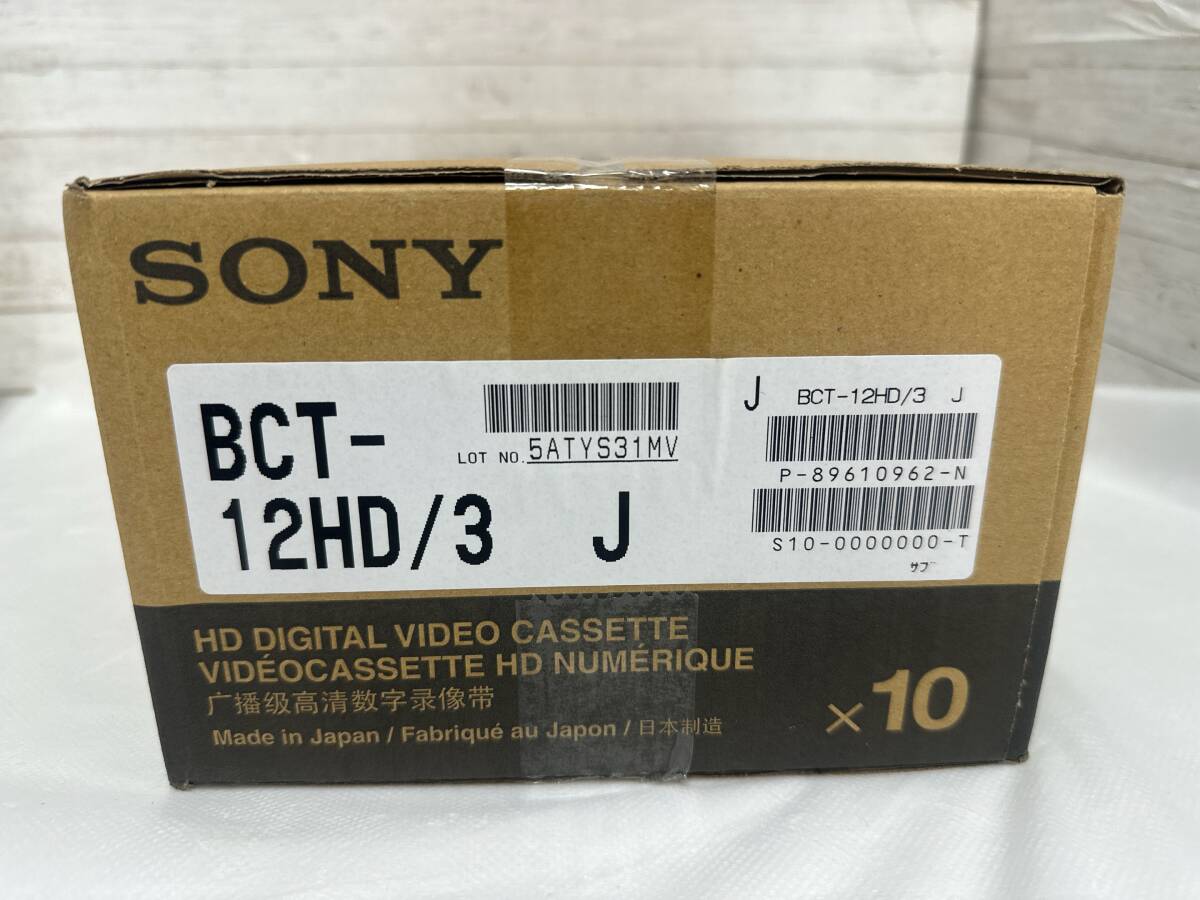 SONY
BCT-
12HD/3 J
LOT NO. 5ATYS31MV
J BCT-12HD/3 J
P-89610962-N
S10-0000000-T
サブ
HD DIGITAL VIDEO CASSETTE
VIDÉOCASSETTE HD NUMÉRIQUE
广播级高清数字录像带
Made in Japan / Fabriqué au Japon / 日本制造
×10